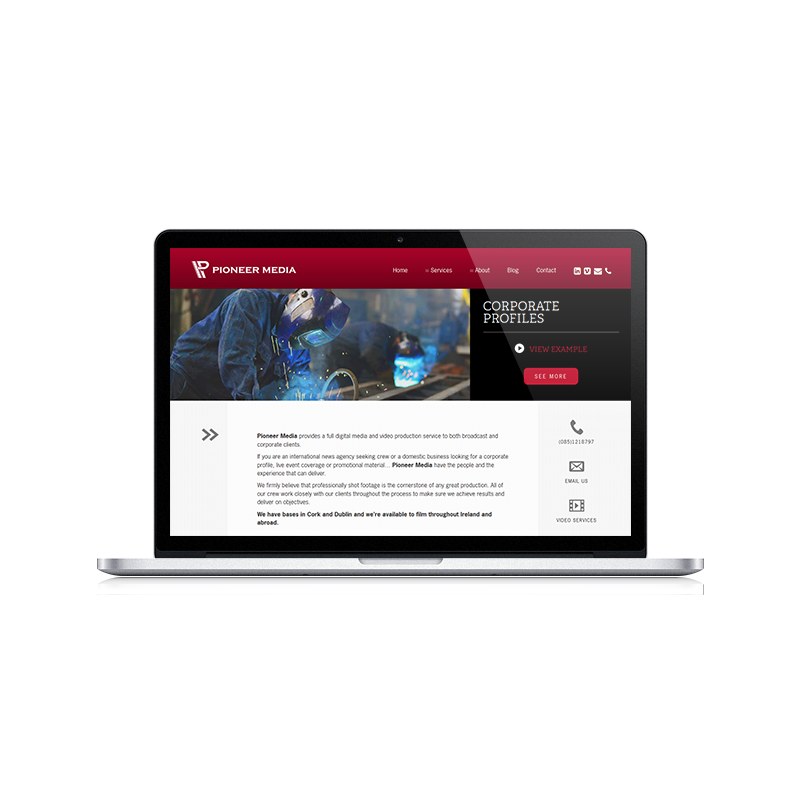 PIONEER MEDIA
Home
Services
About
Blog
Contact
CORPORATE
PROFILES
VIEW EXAMPLE
SEE MORE
Pioneer Media provides a full digital media and video production service to both broadcast and
corporate clients.
If you are an international news agency seeking crew or a domestic business looking for a corporate
profile, live event coverage or promotional material... Pioneer Media have the people and the
experience that can deliver.
We firmly believe that professionally shot footage is the cornerstone of any great production. All of
our crew work closely with our clients throughout the process to make sure we achieve results and
deliver on objectives.
We have bases in Cork and Dublin and we're available to film throughout Ireland and
abroad.
(085)1218797
EMAIL US
VIDEO SERVICES